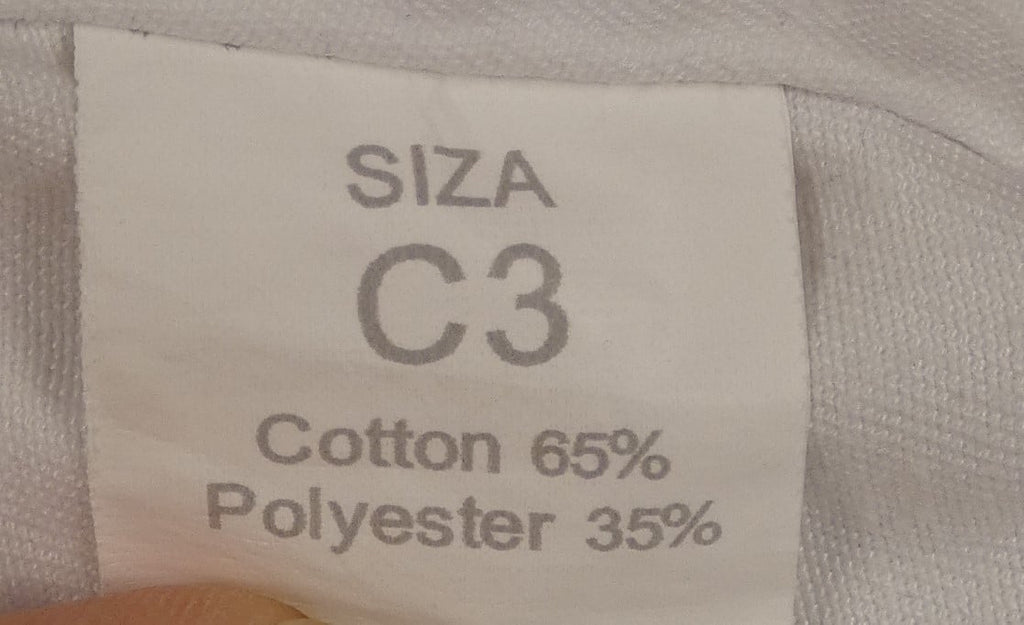 SIZA
C3
Cotton 65%
Polyester 35%